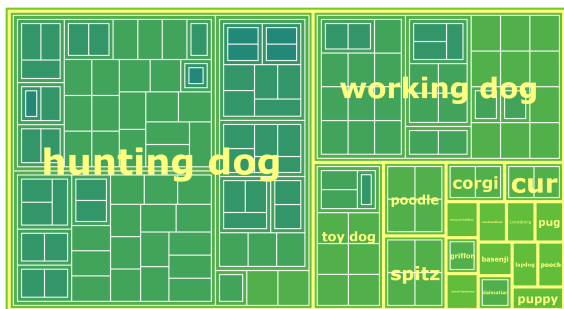 hunting dog
working dog
toy dog
poodle
spitz
corgi
cur
pug
griffon
basenji
lapdog
pooch
dalmatian
puppy